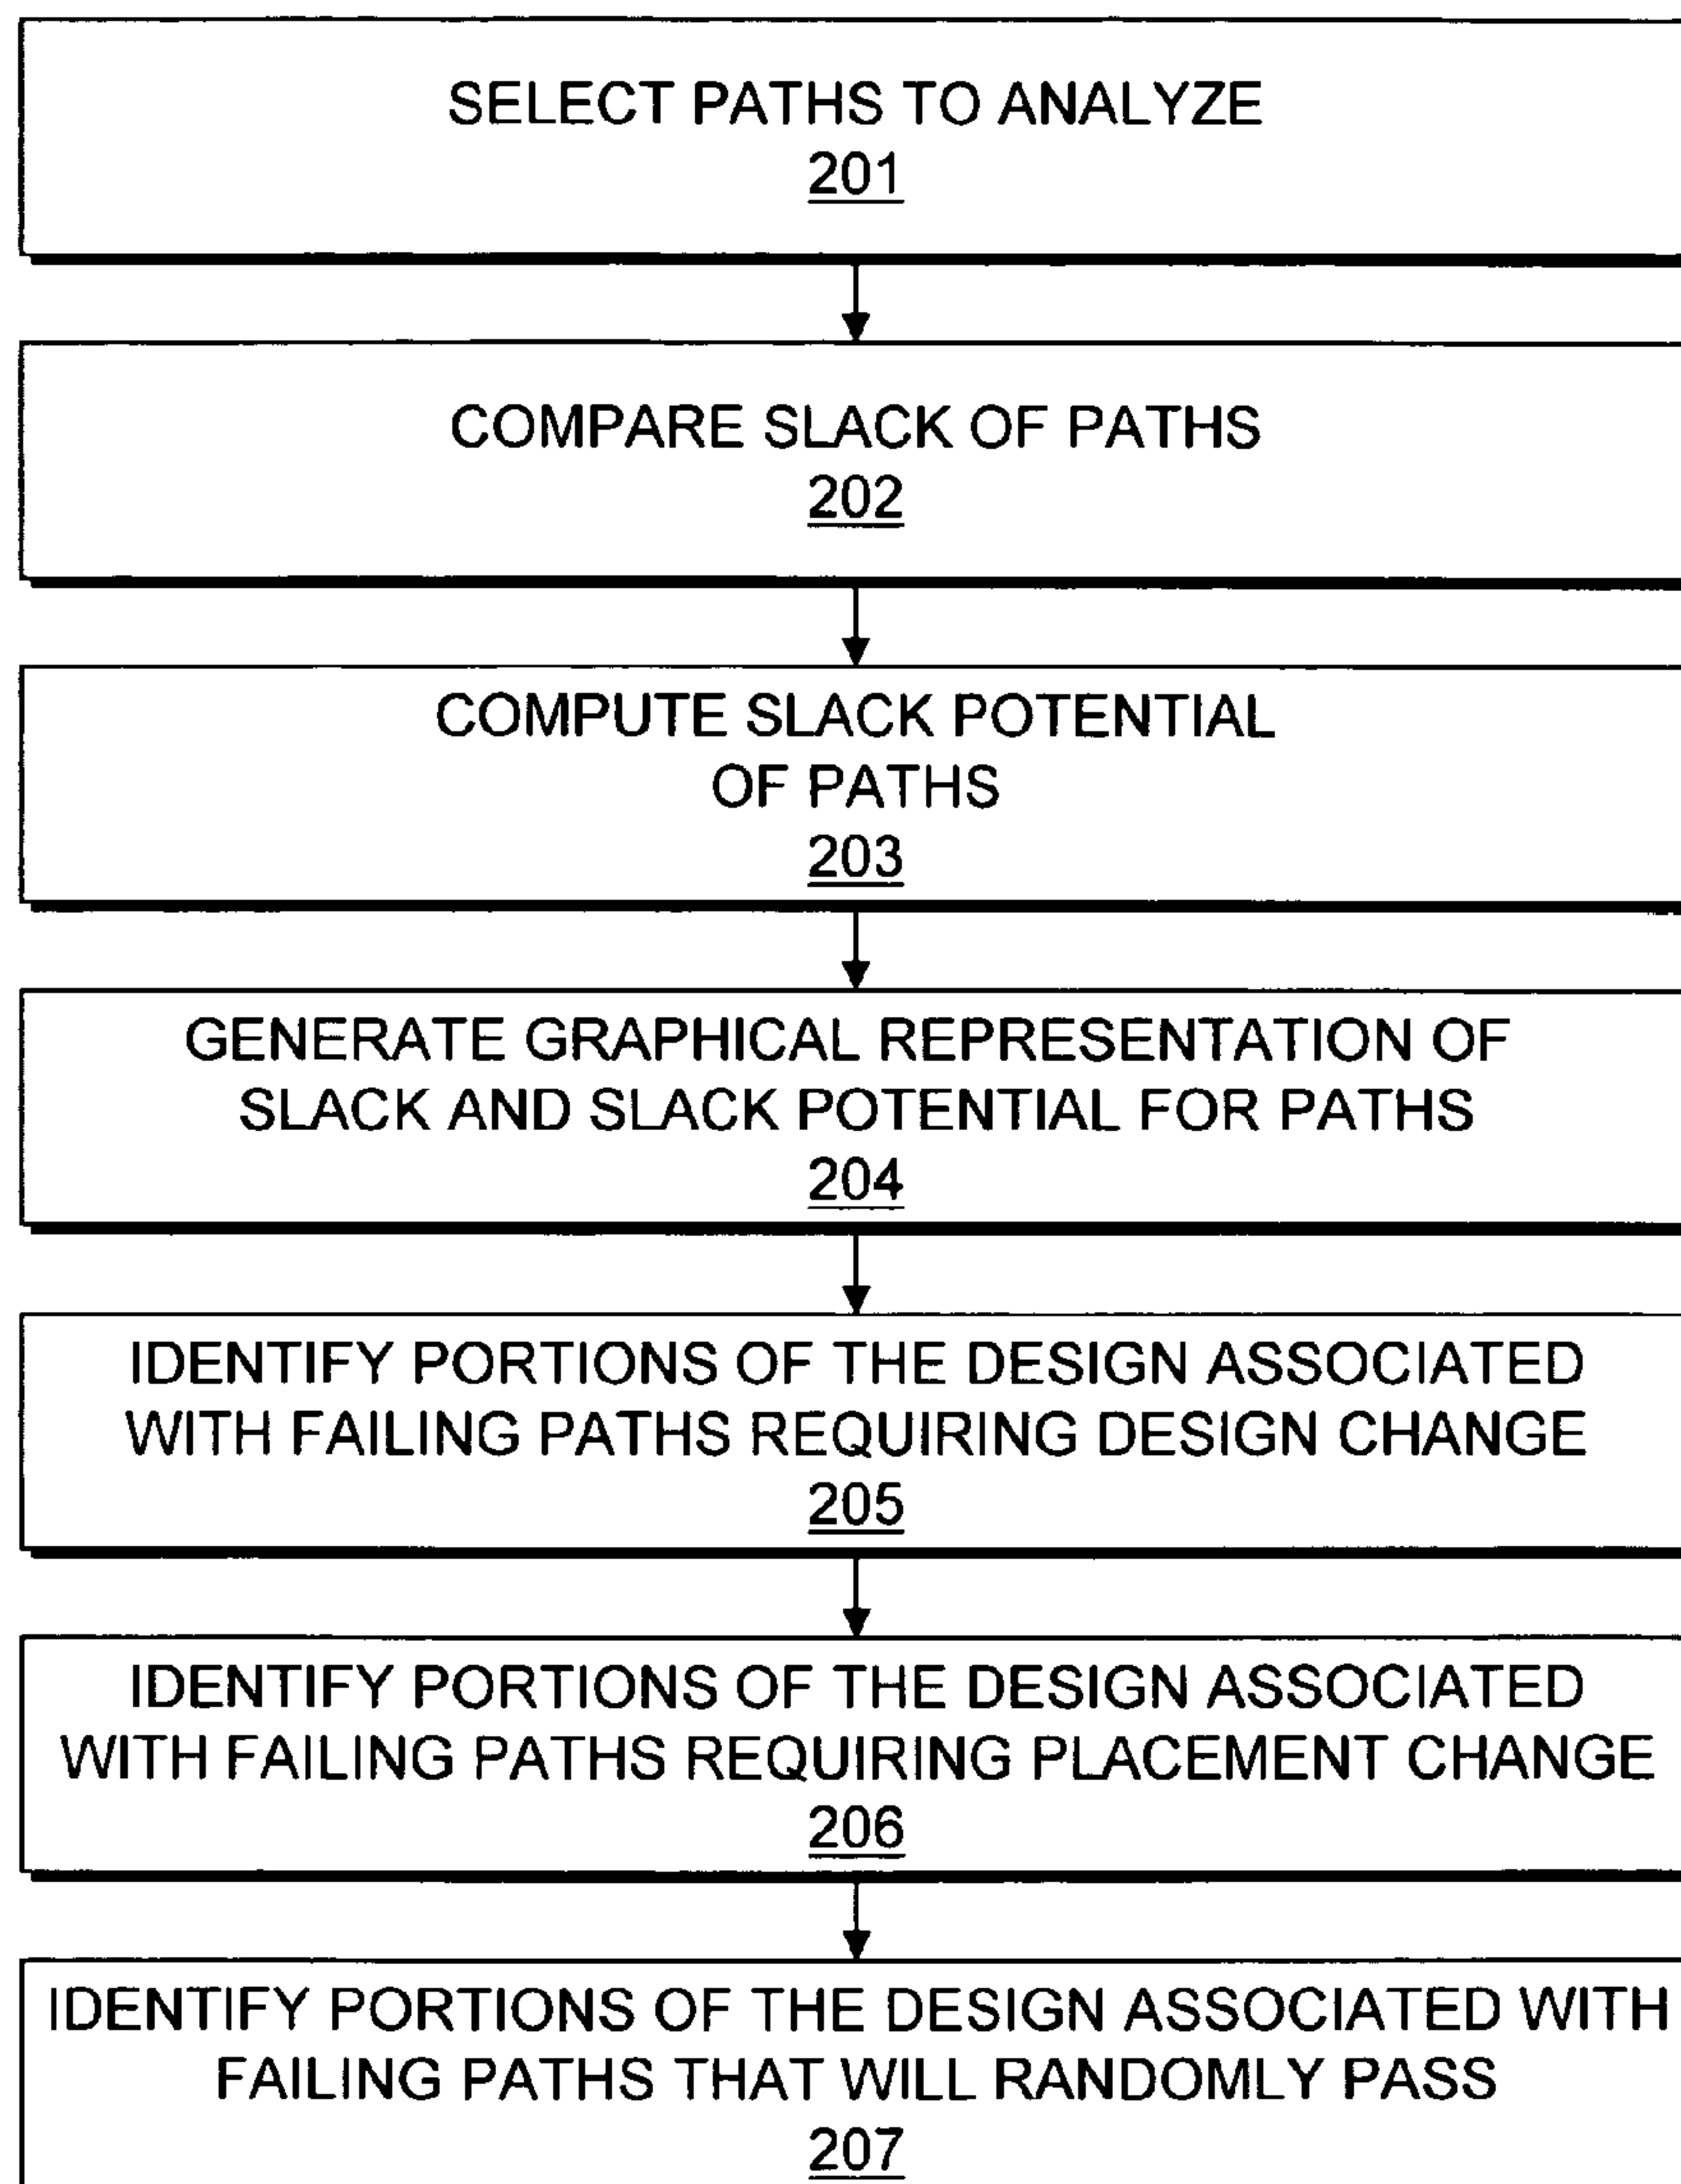 SELECT PATHS TO ANALYZE
201
COMPARE SLACK OF PATHS
202
COMPUTE SLACK POTENTIAL
OF PATHS
203
GENERATE GRAPHICAL REPRESENTATION OF
SLACK AND SLACK POTENTIAL FOR PATHS
204
IDENTIFY PORTIONS OF THE DESIGN ASSOCIATED
WITH FAILING PATHS REQUIRING DESIGN CHANGE
205
IDENTIFY PORTIONS OF THE DESIGN ASSOCIATED
WITH FAILING PATHS REQUIRING PLACEMENT CHANGE
206
IDENTIFY PORTIONS OF THE DESIGN ASSOCIATED WITH
FAILING PATHS THAT WILL RANDOMLY PASS
207